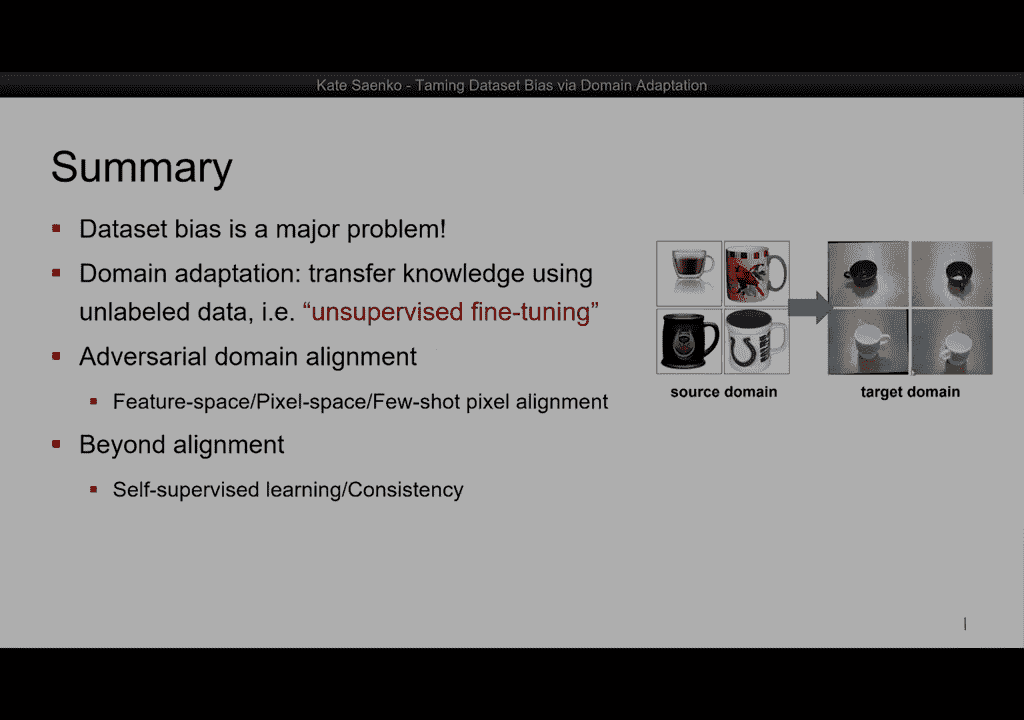 Kate Saenko - Taming Dataset Bias via Domain Adaptation
Summary
Dataset bias is a major problem!
Domain adaptation: transfer knowledge using
unlabeled data, i.e. “unsupervised fine-tuning”
Adversarial domain alignment
Feature-space/Pixel-space/Few-shot pixel alignment
Beyond alignment
Self-supervised learning/Consistency
source domain
target domain